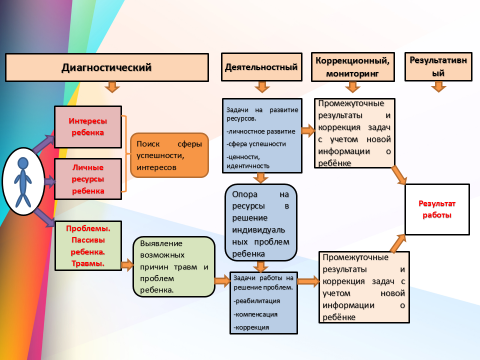 Диагностический
Деятельностный
Коррекционный,
мониторинг
Результативн
ый
Интересы
ребенка
Личные
ресурсы
ребенка
Проблемы.
Пассивы
ребенка.
Травмы.
Поиск сферы
успешности,
интересов
Выявление
возможных
причин травм и
проблем
ребенка.
Задачи на развитие
ресурсов.
-личностное развитие
-сфера успешности
-ценности,
идентичность
Опора на
ресурсы в
решение
индивидуаль
ных проблем
ребенка
Задачи работы на
решение проблем.
-реабилитация
-компенсация
-коррекция
Промежуточные
результаты и
коррекция задач
с учетом новой
информации о
ребёнке
Промежуточные
результаты и
коррекция задач с
учетом новой
информации о
ребёнке
Результат
работы